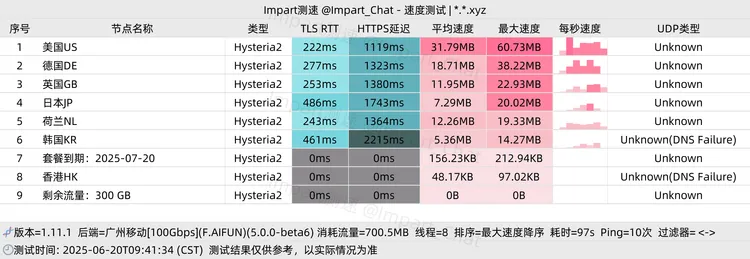 Impart测速 @Impart_Chat - 速度测试 | *.*.xyz
序号 节点名称 类型 TLS RTT HTTPS延迟 平均速度 最大速度 每秒速度 UDP类型
1 美国US Hysteria2 222ms 1119ms 31.79MB 60.73MB Unknown
2 德国DE Hysteria2 277ms 1323ms 18.71MB 38.22MB Unknown
3 英国GB Hysteria2 253ms 1380ms 11.95MB 22.93MB Unknown
4 日本JP Hysteria2 486ms 1743ms 7.29MB 20.02MB Unknown
5 荷兰NL Hysteria2 243ms 1364ms 12.26MB 19.33MB Unknown
6 韩国KR Hysteria2 461ms 2215ms 5.36MB 14.27MB Unknown(DNS Failure)
7 套餐到期：2025-07-20 Hysteria2 0ms 0ms 156.23KB 212.94KB Unknown
8 香港HK Hysteria2 0ms 0ms 48.17KB 97.02KB Unknown(DNS Failure)
9 剩余流量：300 GB Hysteria2 0ms 0ms 0B 0B Unknown
版本=1.11.1 后端=广州移动[100Gbps](F.AIFUN)(5.0.0-beta6) 消耗流量=700.5MB 线程=8 排序=最大速度降序 耗时=97s Ping=10次 过滤器= <->
测试时间: 2025-06-20T09:41:34 (CST) 测试结果仅供参考，以实际情况为准